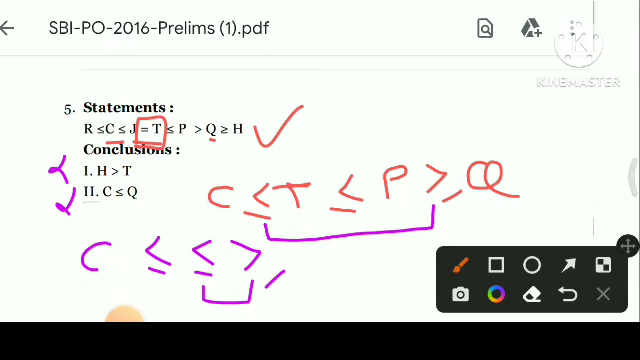 SBI-PO-2016-Prelims (1).pdf
KINEMASTER
5. Statements :
R ≤ C ≤ J = T ≤ P > Q ≥ H
Conclusions :
I. H > T
II. C ≤ Q
C ≤ T ≤ P > Q
C ≤ ≤ >